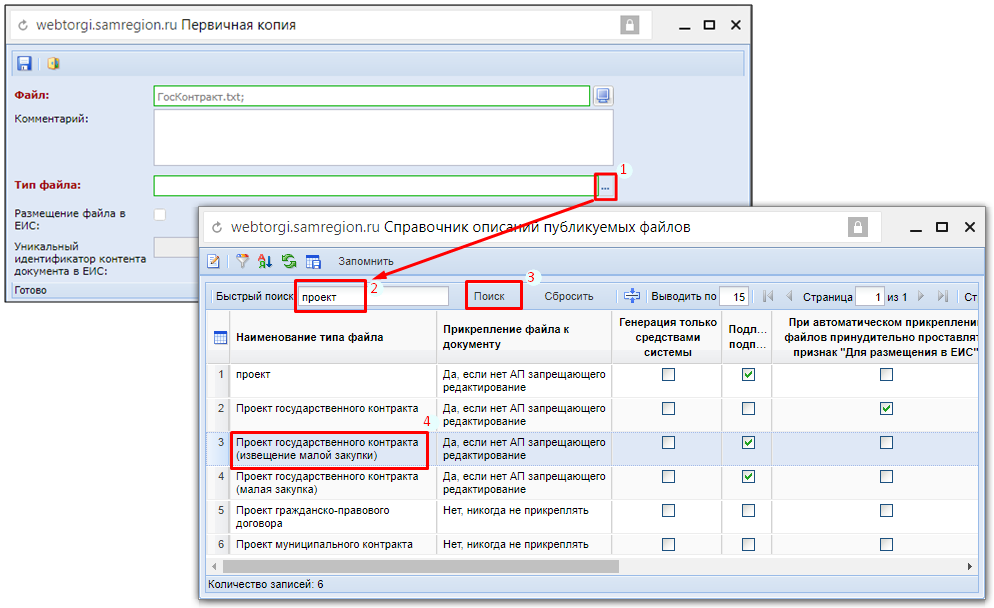 webtorgi.samregion.ru Первичная копия
Файл:
ГосКонтракт.txt;
Комментарий:
1
Тип файла:
...
Размещение файла в
ЕИС:
Уникальный
идентификатор контента
документа в ЕИС:
Готово
webtorgi.samregion.ru Справочник описаний публикуемых файлов
Запомнить
2
3
Быстрый поиск
проект
Поиск
Сбросить
Выводить по
15
Страница
1
из 1
Ст
Наименование типа файла
Прикрепление файла к
документу
Генерация только
средствами
системы
Подл...
подп...
При автоматическом прикреплени
файлов принудительно проставлят
признак "Для размещения в ЕИС"
1
проект
Да, если нет АП запрещающего
редактирование
2
Проект государственного контракта
Да, если нет АП запрещающего
редактирование
4
3
Проект государственного контракта
(извещение малой закупки)
Да, если нет АП запрещающего
редактирование
4
Проект государственного контракта
(малая закупка)
Да, если нет АП запрещающего
редактирование
5
Проект гражданско-правового
договора
Нет, никогда не прикреплять
6
Проект муниципального контракта
Нет, никогда не прикреплять
Количество записей: 6